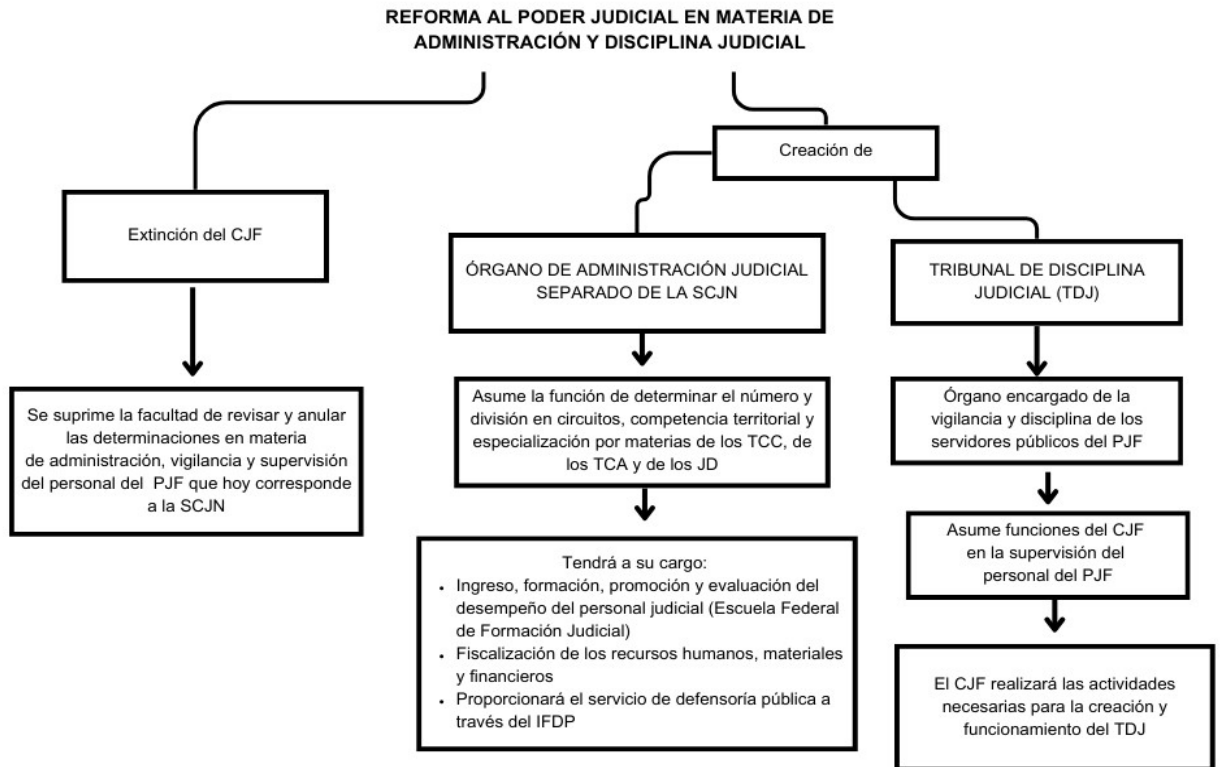 REFORMA AL PODER JUDICIAL EN MATERIA DE
ADMINISTRACIÓN Y DISCIPLINA JUDICIAL
Creación de
Extinción del CJF
ÓRGANO DE ADMINISTRACIÓN JUDICIAL
SEPARADO DE LA SCJN
TRIBUNAL DE DISCIPLINA
JUDICIAL (TDJ)
Se suprime la facultad de revisar y anular
las determinaciones en materia
de administración, vigilancia y supervisión
del personal del PJF que hoy corresponde
a la SCJN
Asume la función de determinar el número y
división en circuitos, competencia territorial y
especialización por materias de los TCC, de
los TCA y de los JD
Órgano encargado de la
vigilancia y disciplina de los
servidores públicos del PJF
Tendrá a su cargo:
• Ingreso, formación, promoción y evaluación del
desempeño del personal judicial (Escuela Federal
de Formación Judicial)
• Fiscalización de los recursos humanos, materiales
y financieros
• Proporcionará el servicio de defensoría pública a
través del IFDP
Asume funciones del CJF
en la supervisión del
personal del PJF
El CJF realizará las actividades
necesarias para la creación y
funcionamiento del TDJ